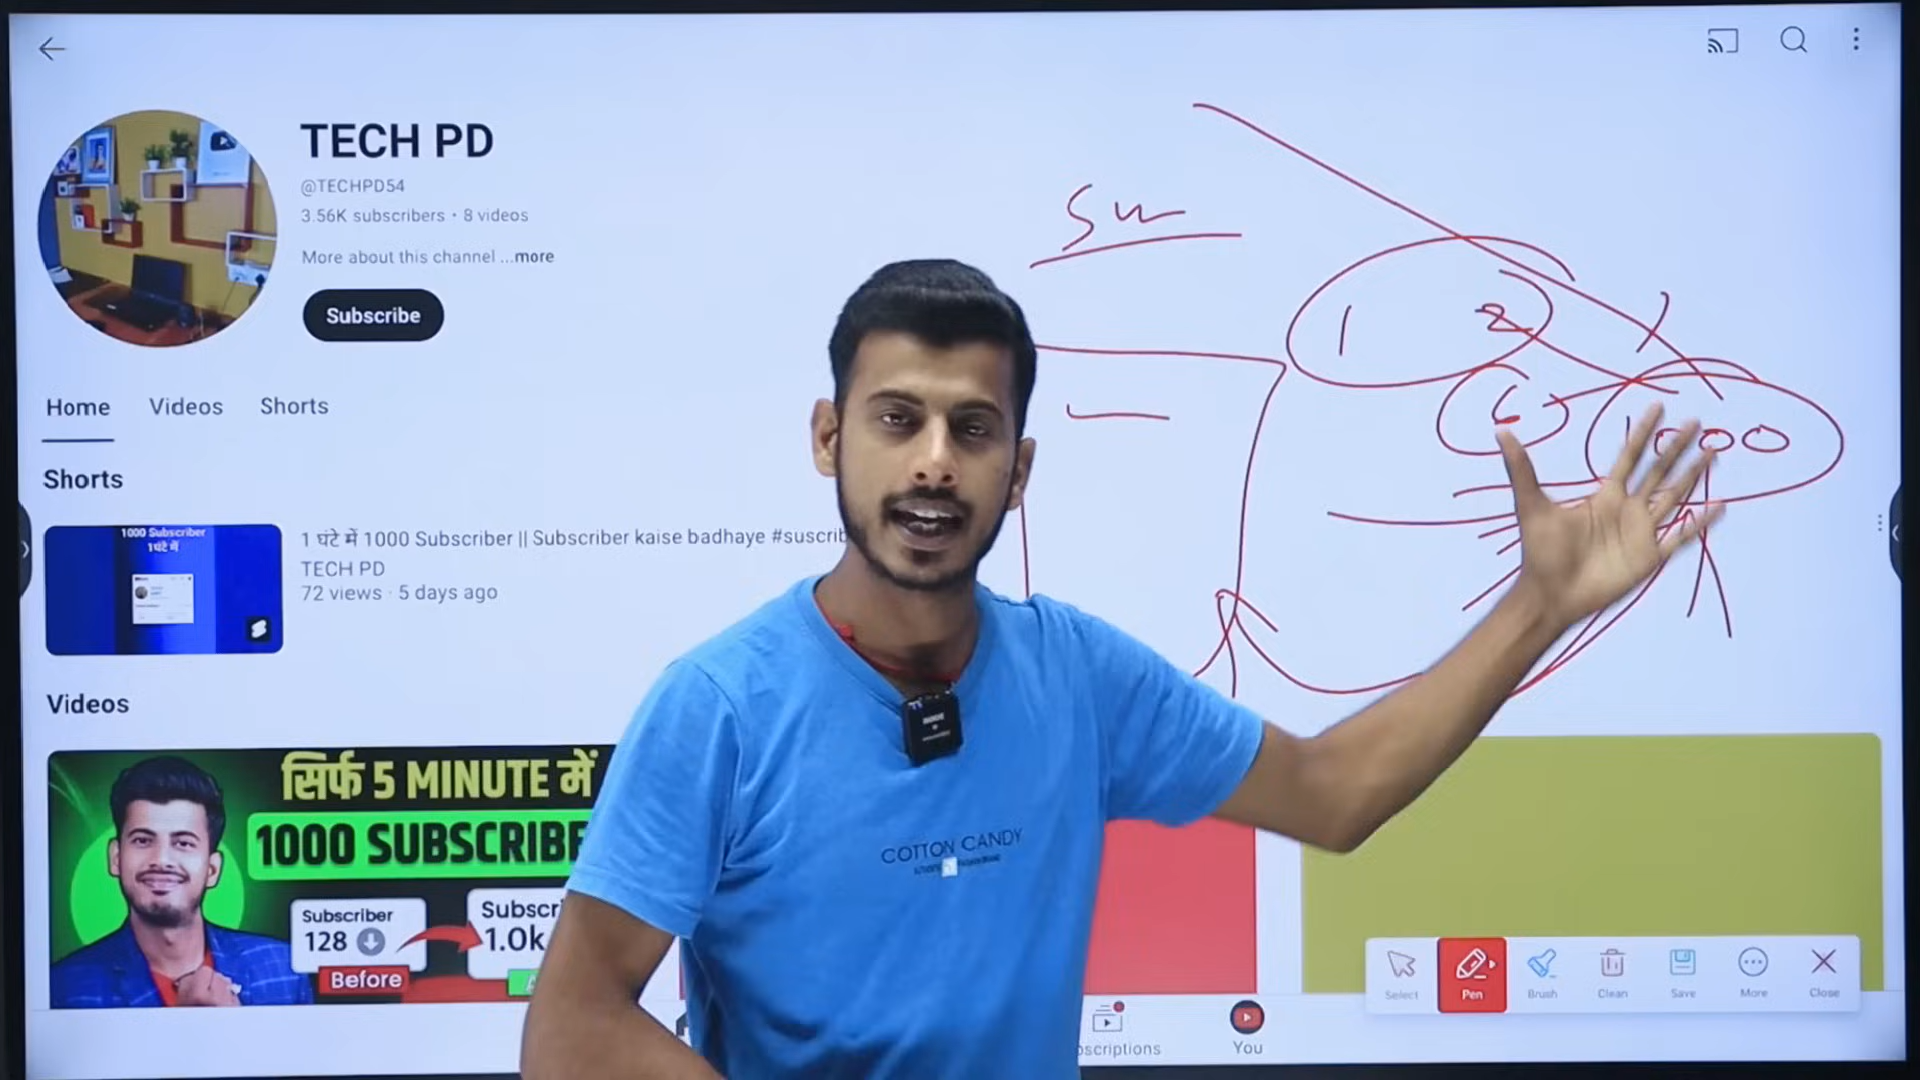 TECH PD
@TECHPD54
3.56K subscribers • 8 videos
More about this channel ...more
Subscribe
Home Videos Shorts
Shorts
1000 Subscriber
1 घंटे में
1 घंटे में 1000 Subscriber || Subscriber kaise badhaye #suscrib
TECH PD
72 views · 5 days ago
Videos
सिर्फ 5 MINUTE में
1000 SUBSCRIBE
Subscriber
128
Before
Subscr
1.0k
1 2
6 1000
COTTON CANDY
Select Pen Brush Clean Save More Close
scriptions You